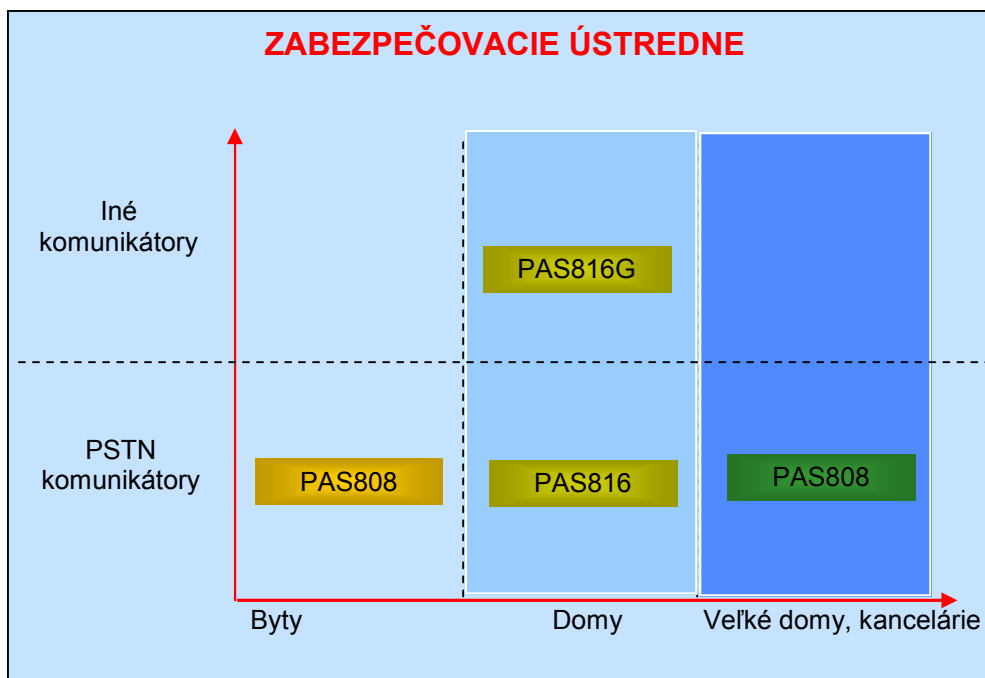 ZABEZPEČOVACIE ÚSTREDNE
Iné
komunikátory
PAS816G
PSTN
komunikátory
PAS808
PAS816
PAS808
Byty
Domy
Veľké domy, kancelárie